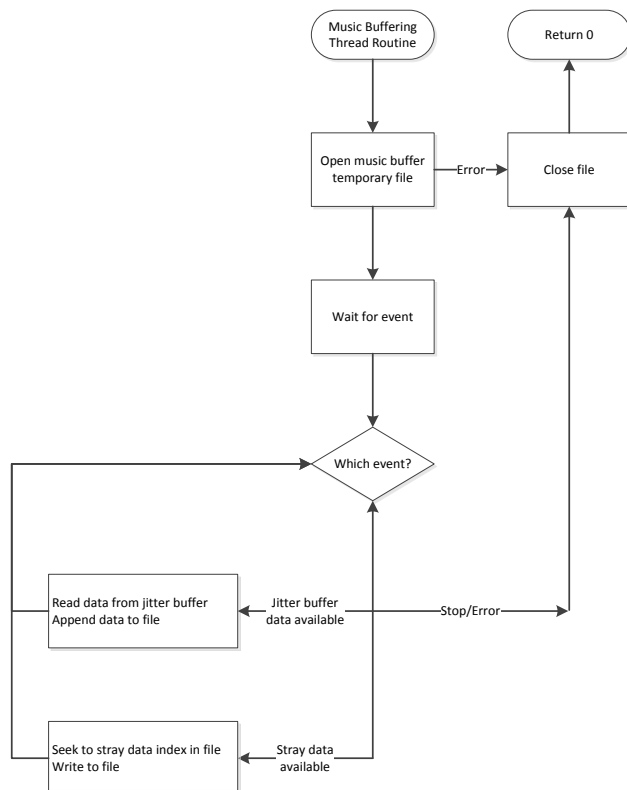 Music Buffering
Thread Routine
Return 0
Open music buffer
temporary file
Error
Close file
Wait for event
Which event?
Read data from jitter buffer
Append data to file
Jitter buffer
data available
Stop/Error
Seek to stray data index in file
Write to file
Stray data
available